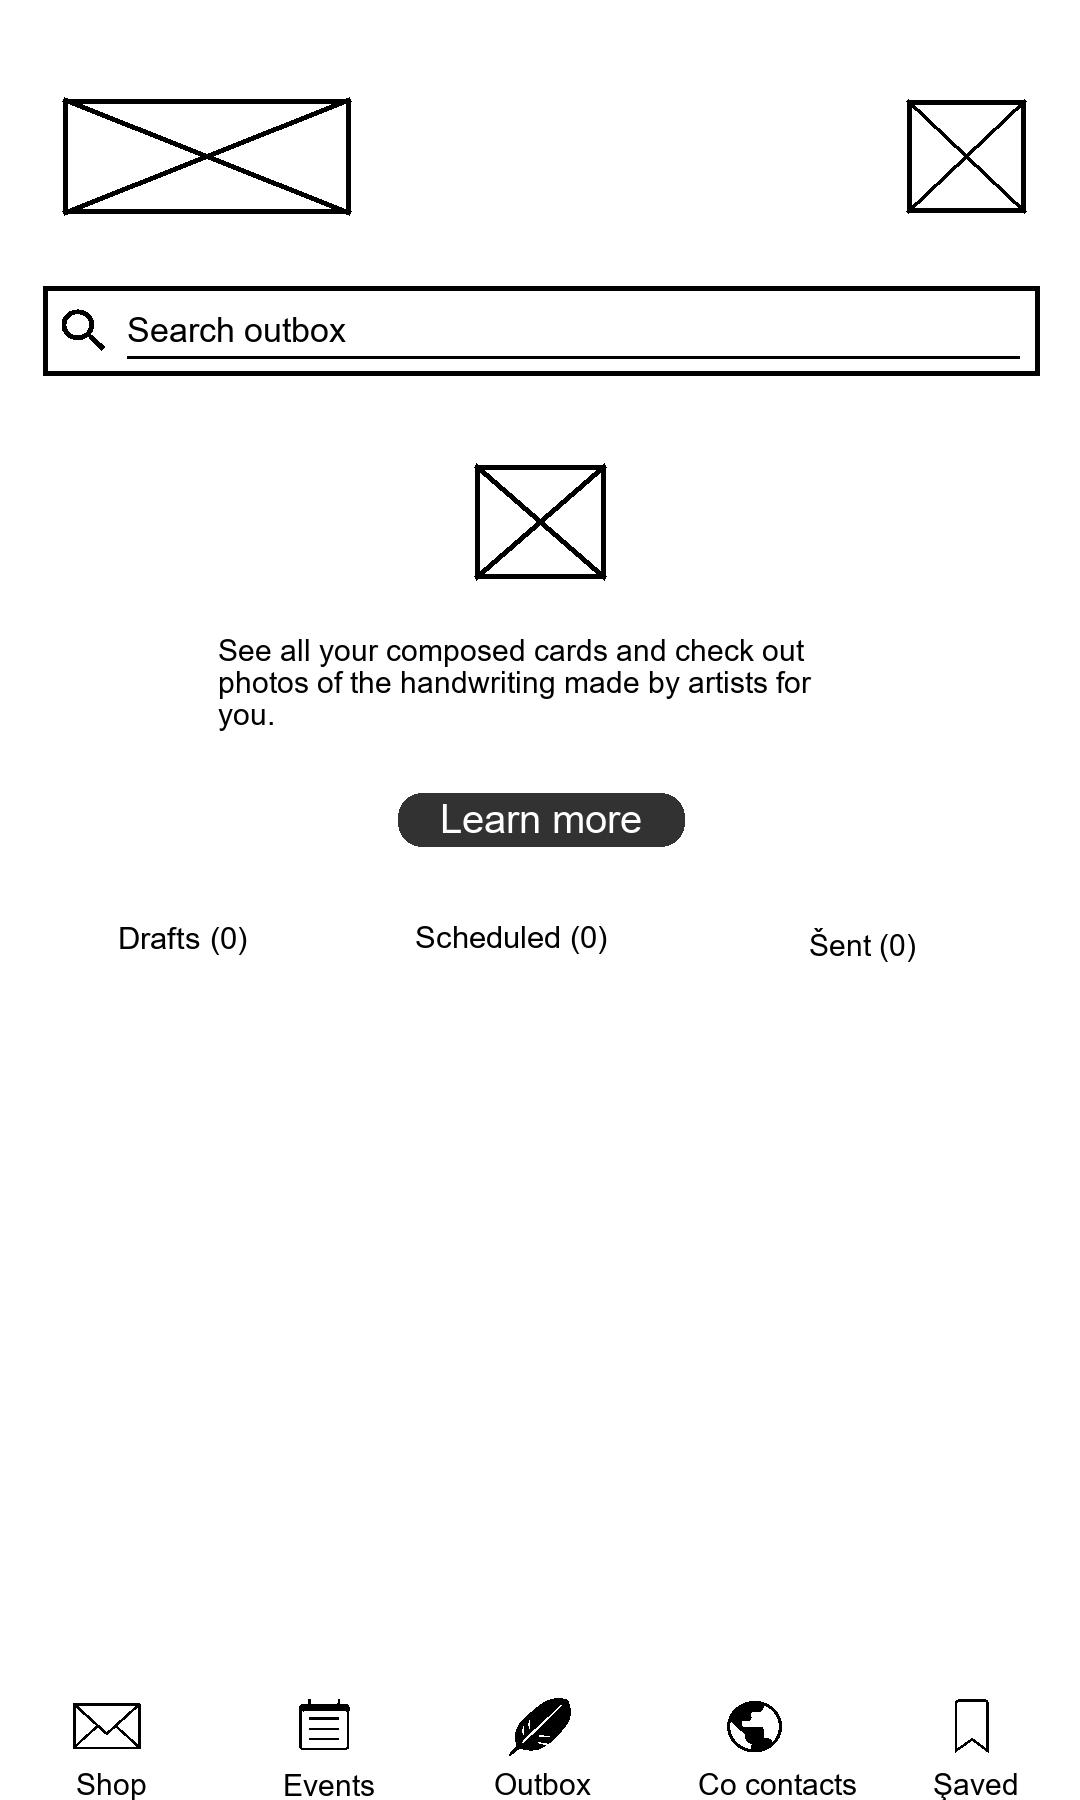 Search outbox
See all your composed cards and check out
photos of the handwriting made by artists for
you.
Learn more
Drafts (0)
Scheduled (0)
Šent (0)
Shop
Events
Outbox
Co contacts
Şaved